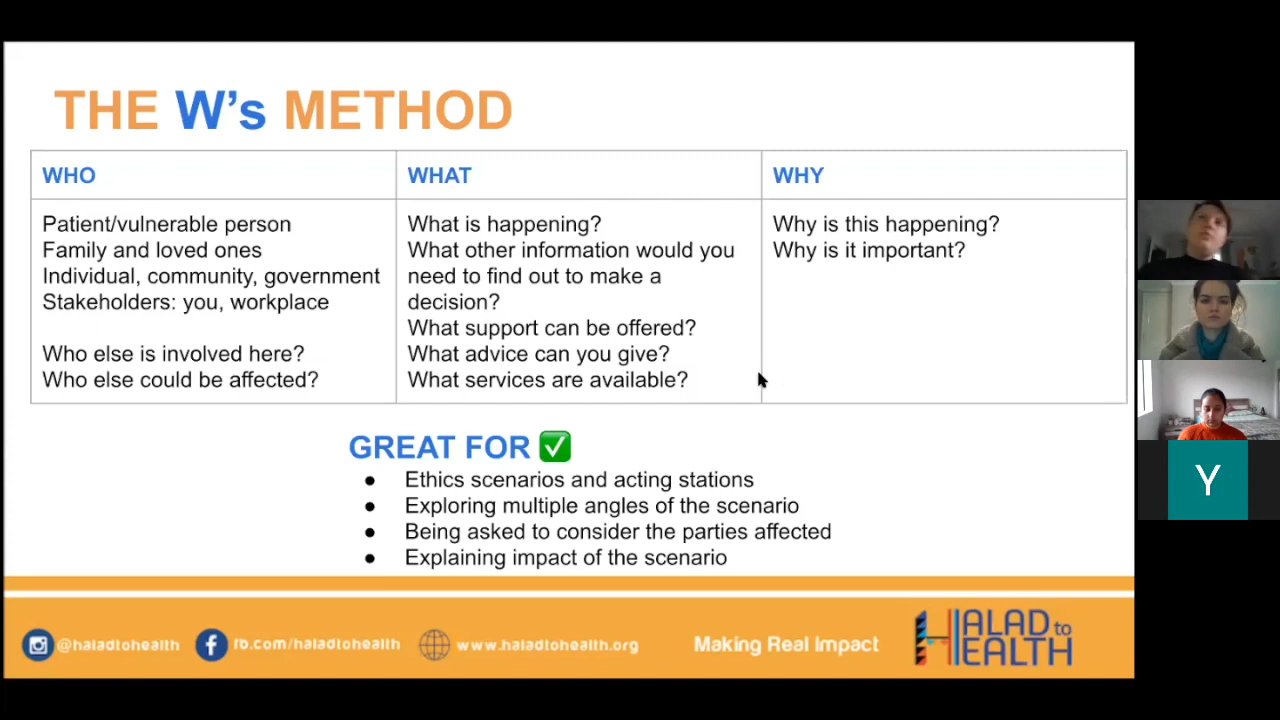 THE W's METHOD
WHO
WHAT
WHY
Patient/vulnerable person
Family and loved ones
Individual, community, government
Stakeholders: you, workplace
Who else is involved here?
Who else could be affected?
What is happening?
What other information would you
need to find out to make a
decision?
What support can be offered?
What advice can you give?
What services are available?
Why is this happening?
Why is it important?
GREAT FOR ✅
● Ethics scenarios and acting stations
● Exploring multiple angles of the scenario
● Being asked to consider the parties affected
● Explaining impact of the scenario
@haladtohealth
fb.com/haladtohealth
www.haladtohealth.org
Making Real Impact
HALAD to
HEALTH
Y